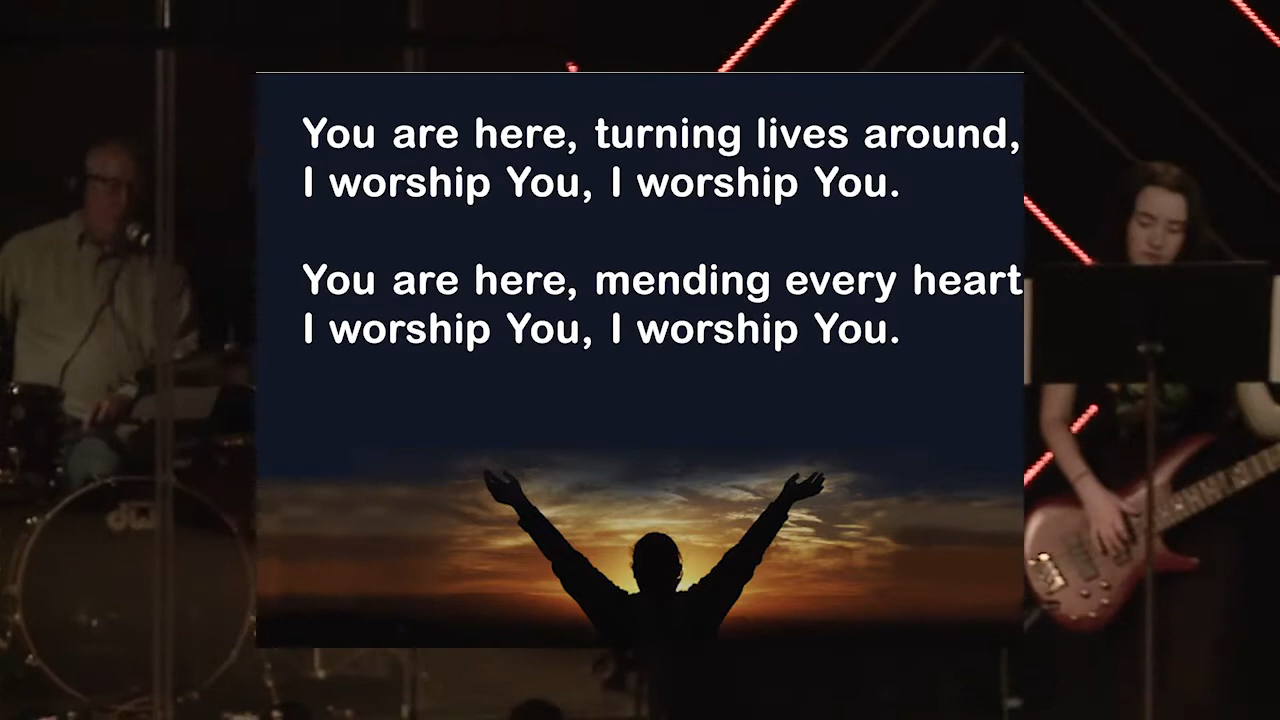 You are here, turning lives around,
I worship You, I worship You.
You are here, mending every heart
I worship You, I worship You.
dw